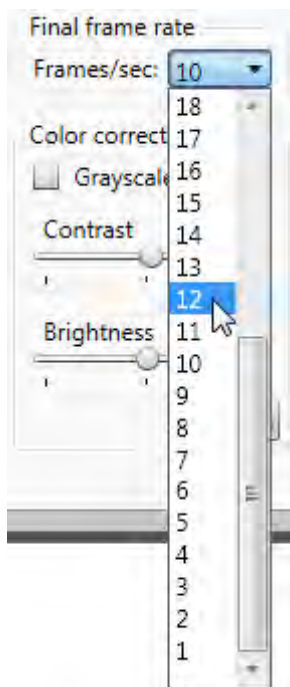 Final frame rate
Frames/sec: 10
18
Color correct 17
Grayscale 16
15
Contrast 14
13
12
Brightness 11
10
9
8
7
6
5
4
3
2
1